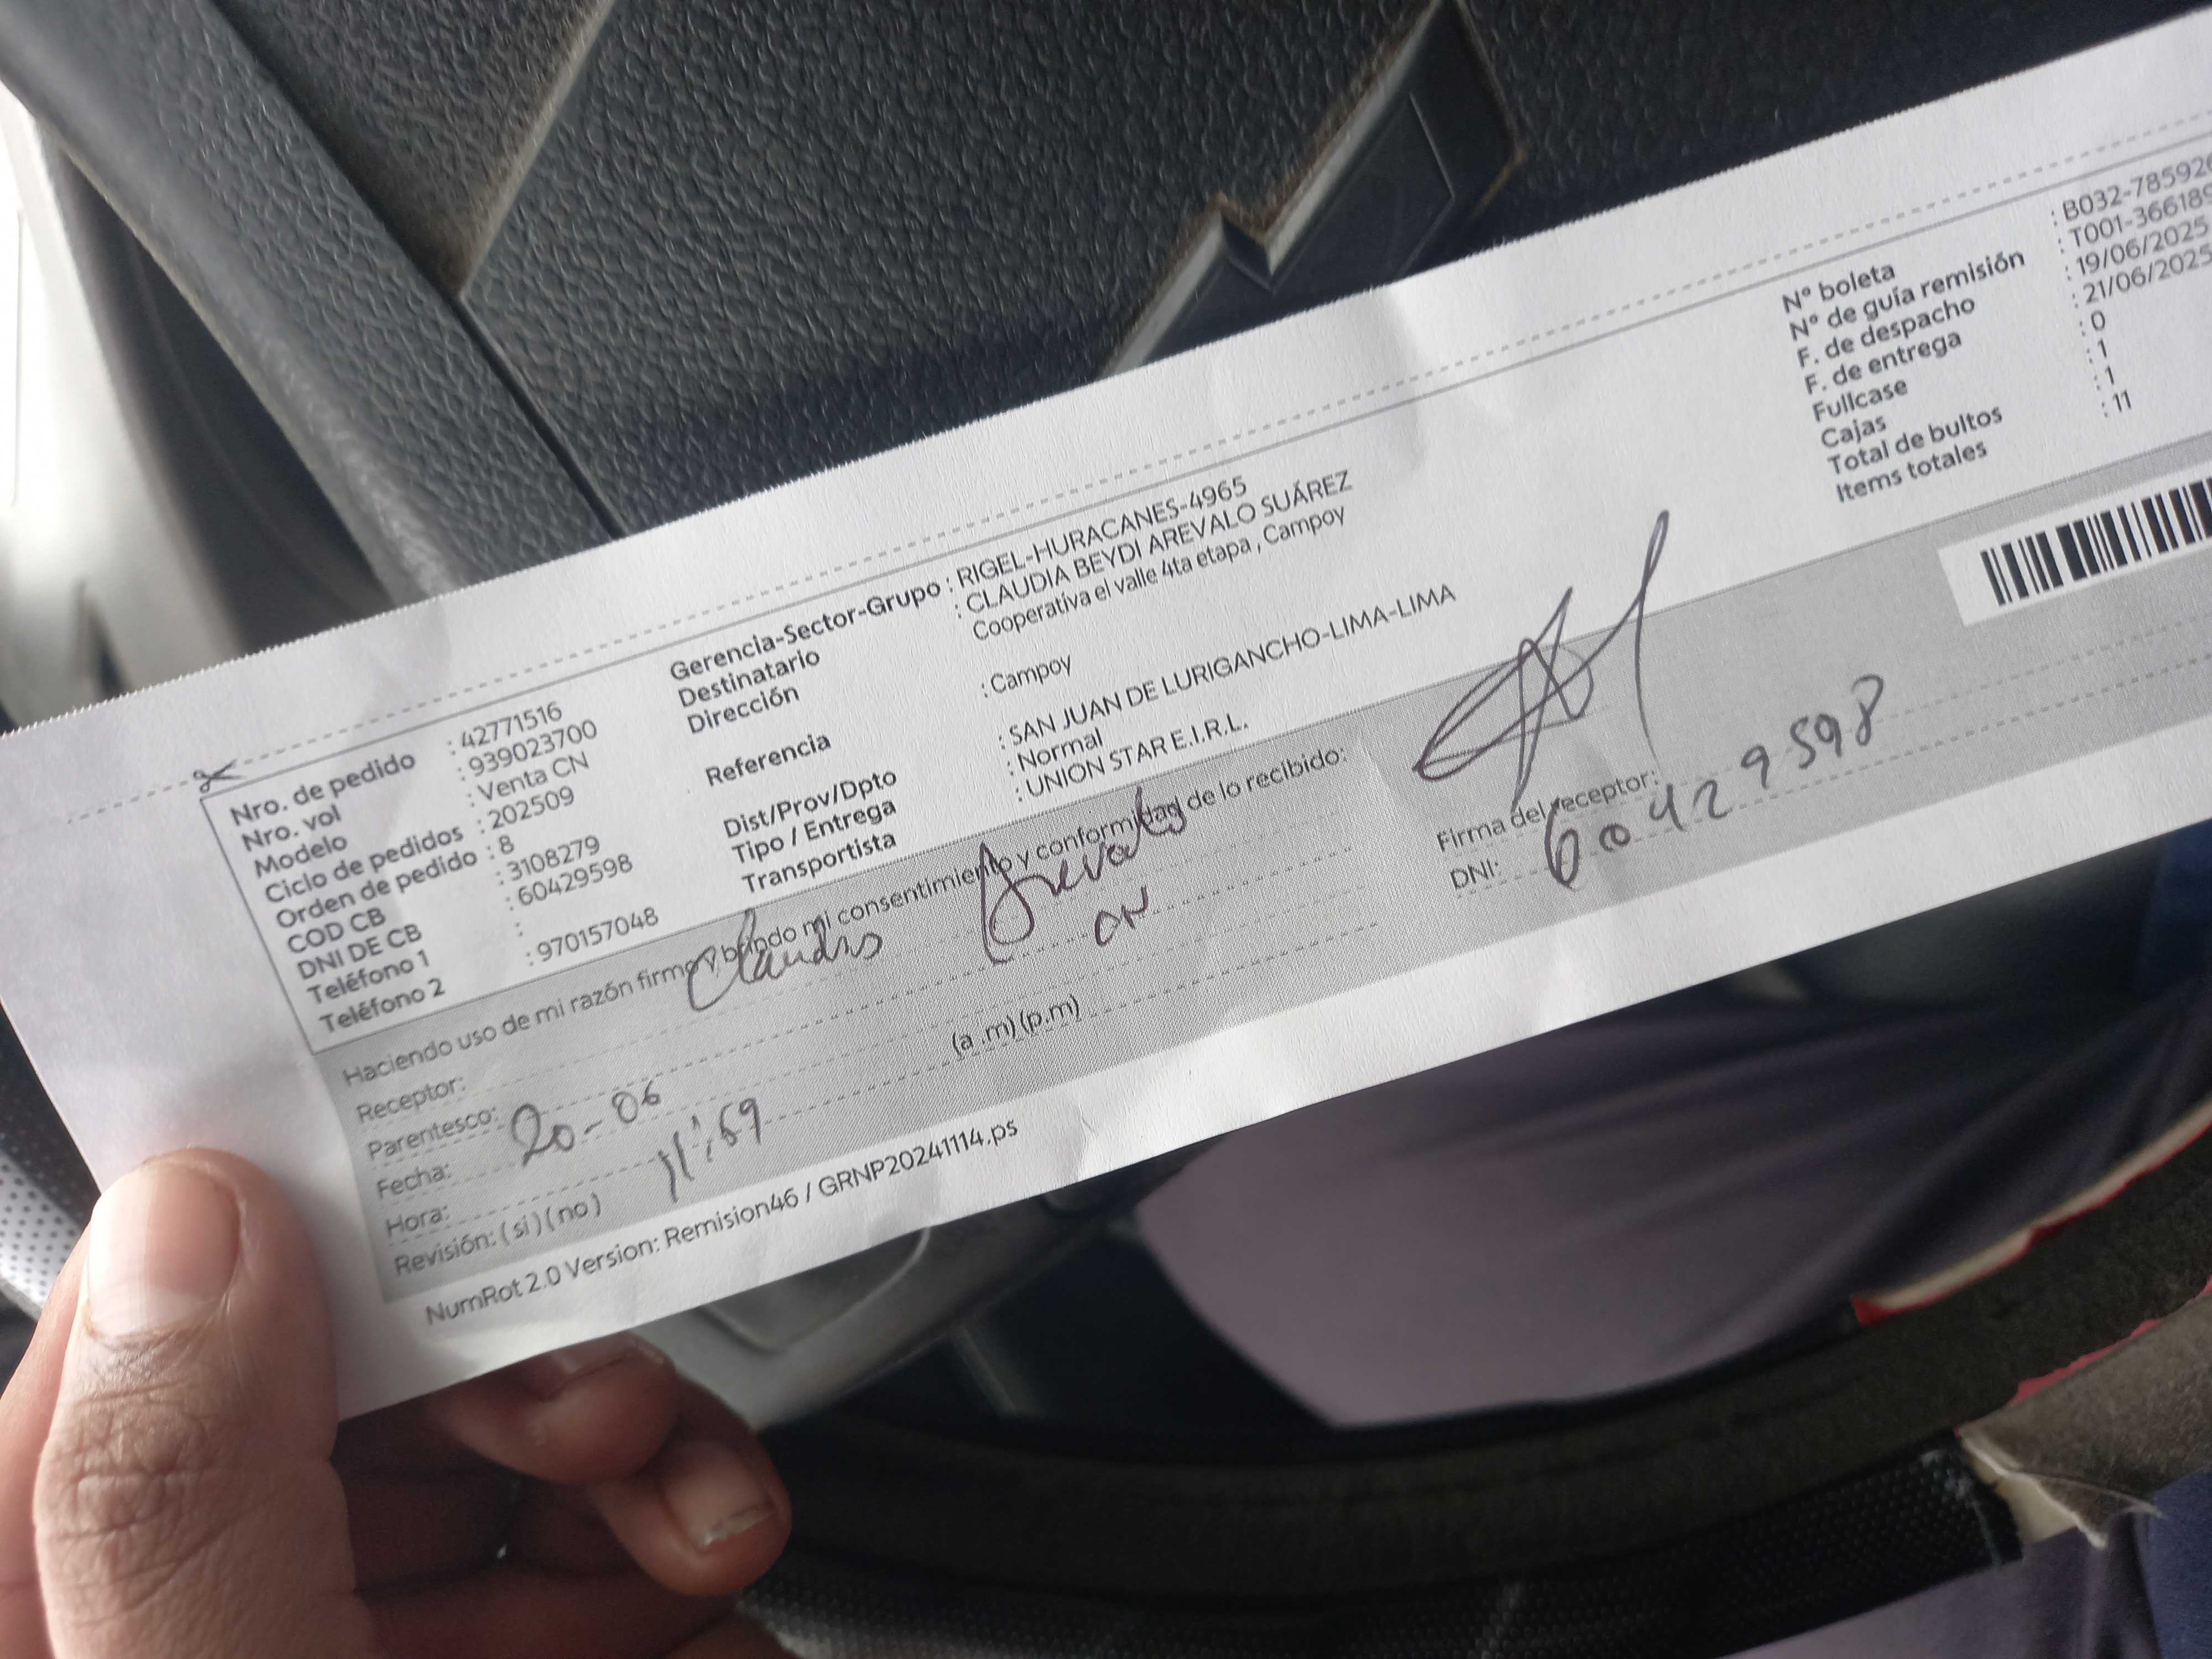 Nro. de pedido : 42771516
Nro. vol : 939023700
Modelo : Venta CN
Ciclo de pedidos : 202509
Orden de pedido : 8
COD CB : 3108279
DNI DE CB : 60429598
Teléfono 1 :
Teléfono 2 : 970157048
Gerencia-Sector-Grupo : RIGEL-HURACANES-4965
Destinatario : CLAUDIA BEYDI AREVALO SUÁREZ
Dirección Cooperativa el valle 4ta etapa , Campoy
Referencia : Campoy
Dist/Prov/Dpto : SAN JUAN DE LURIGANCHO-LIMA-LIMA
Tipo / Entrega : Normal
Transportista : UNION STAR E.I.R.L.
N° boleta : B032-785920
N° de guía remisión : T001-366189
F. de despacho : 19/06/2025
F. de entrega : 21/06/2025
Fullcase : 0
Cajas : 1
Total de bultos : 1
Items totales : 11
Haciendo uso de mi razón firmo y brindo mi consentimiento y conformidad de lo recibido:
Receptor: Arevalo
Parentesco:
Fecha: 20-06
Hora: (a .m) (p.m)
Revisión: ( si ) ( no )
Firma del receptor:
DNI: 60429598
NumRot 2.0 Version: Remision46 / GRNP20241114.ps